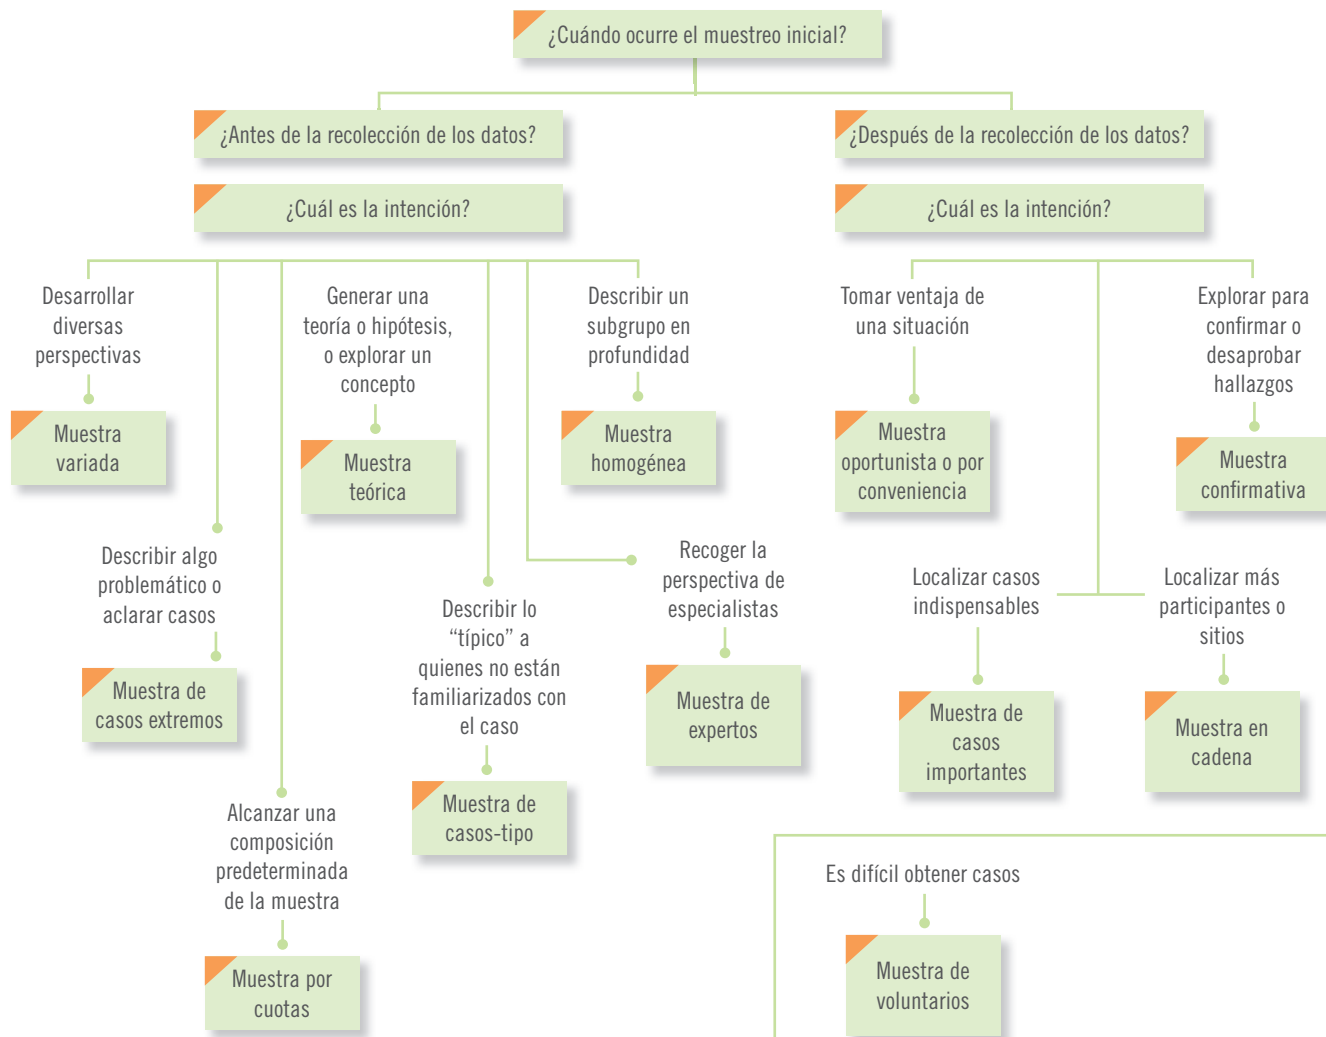 ¿Cuándo ocurre el muestreo inicial?
¿Antes de la recolección de los datos?
¿Después de la recolección de los datos?
¿Cuál es la intención?
¿Cuál es la intención?
Desarrollar
diversas
perspectivas
Muestra
variada
Generar una
teoría o hipótesis,
o explorar un
concepto
Muestra
teórica
Describir un
subgrupo en
profundidad
Muestra
homogénea
Tomar ventaja de
una situación
Muestra
oportunista o por
conveniencia
Explorar para
confirmar o
desaprobar
hallazgos
Muestra
confirmativa
Describir algo
problemático o
aclarar casos
Muestra de
casos extremos
Describir lo
“típico” a
quienes no están
familiarizados con
el caso
Muestra de
casos-tipo
Recoger la
perspectiva de
especialistas
Muestra de
expertos
Localizar casos
indispensables
Muestra de
casos
importantes
Localizar más
participantes o
sitios
Muestra en
cadena
Alcanzar una
composición
predeterminada
de la muestra
Muestra por
cuotas
Es difícil obtener casos
Muestra de
voluntarios